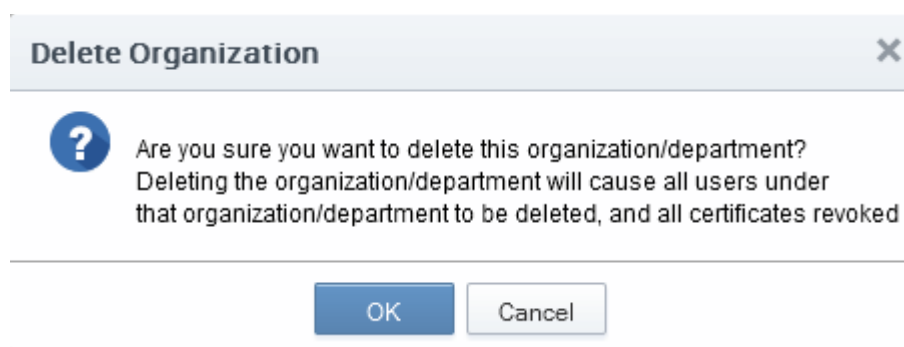 Delete Organization
Are you sure you want to delete this organization/department?
Deleting the organization/department will cause all users under
that organization/department to be deleted, and all certificates revoked
OK
Cancel